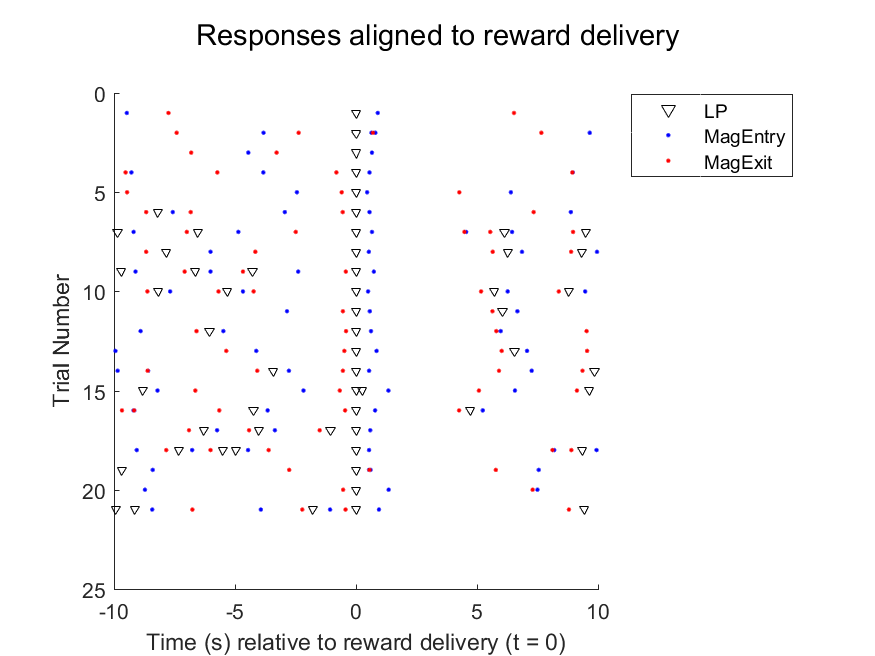 Responses aligned to reward delivery
LP
MagEntry
MagExit
Trial Number
0
5
10
15
20
25
-10
-5
0
5
10
Time (s) relative to reward delivery (t = 0)